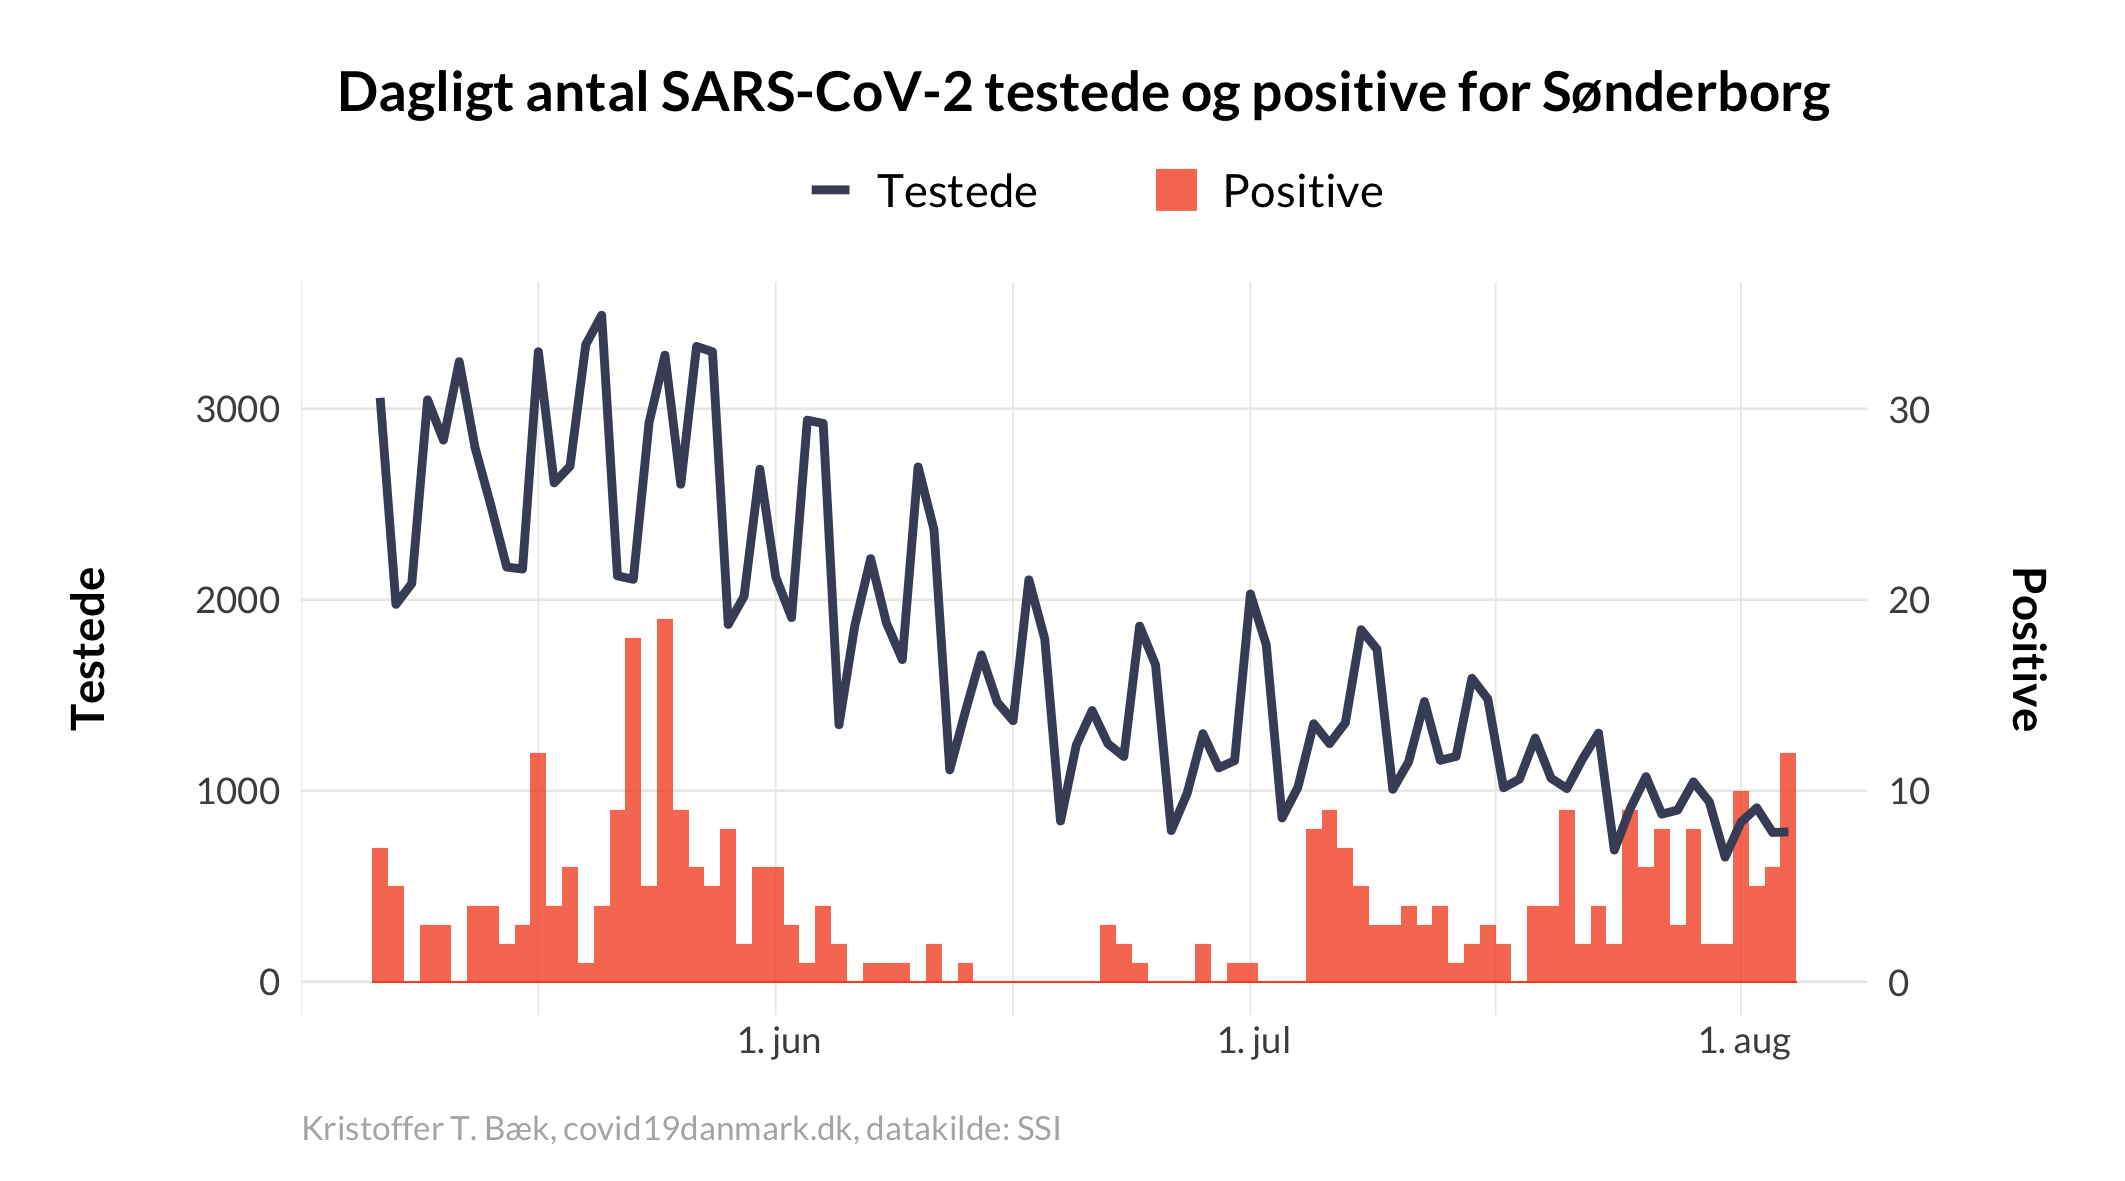 Dagligt antal SARS-CoV-2 testede og positive for Sønderborg
Testede Positive
3000
2000
1000
0
Testede
30
20
10
0
Positive
1. jun 1. jul 1. aug
Kristoffer T. Bæk, covid19danmark.dk, datakilde: SSI